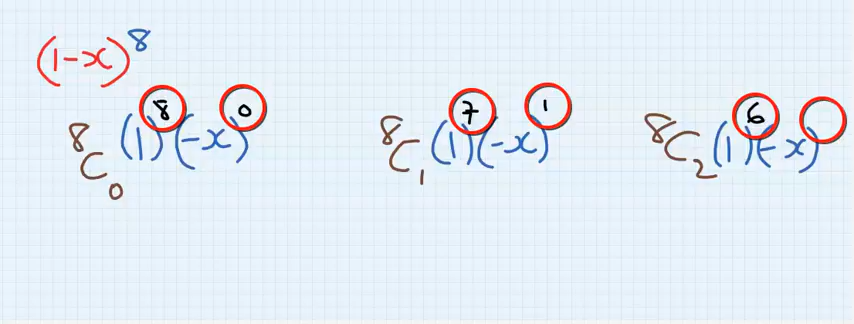 (1-x)⁸
⁸C₀ (1)⁸(-x)⁰ ⁸C₁ (1)⁷(-x)¹ ⁸C₂ (1)⁶(-x)